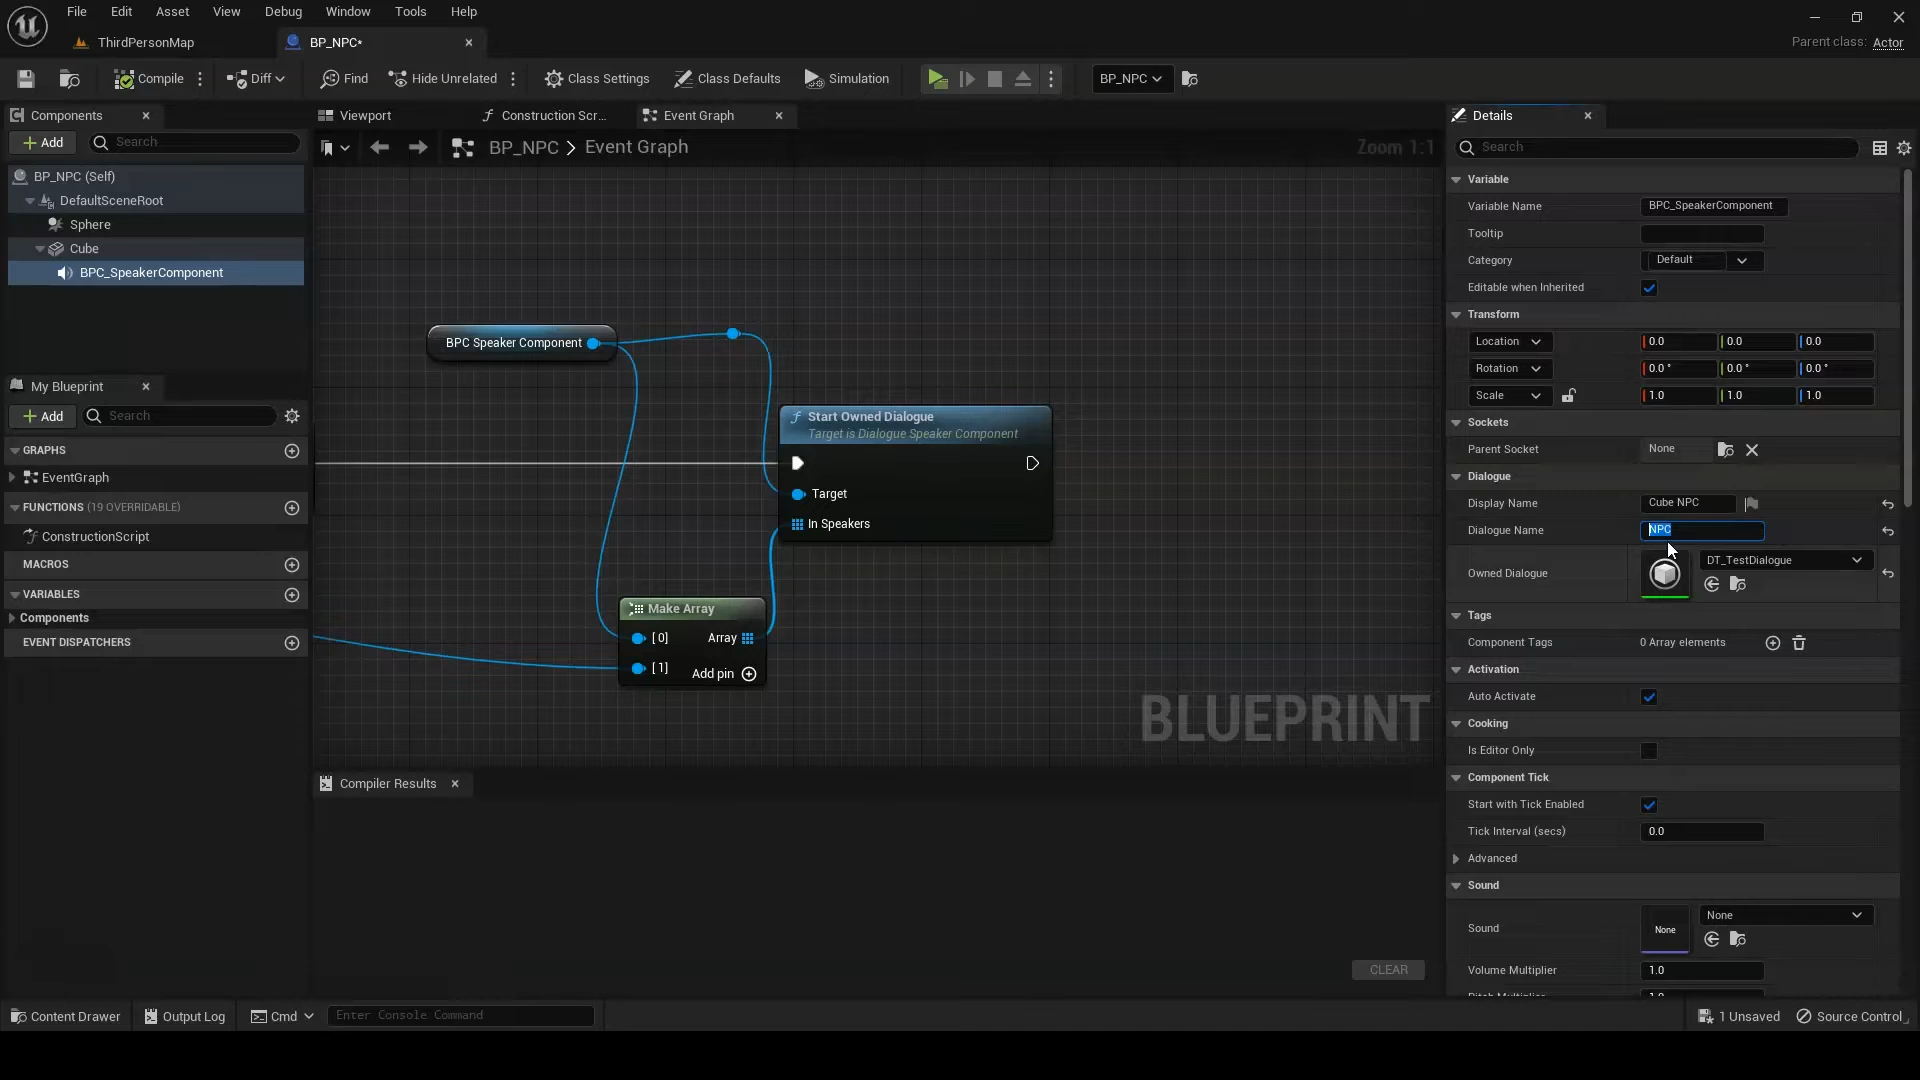 File Edit Asset View Debug Window Tools Help
ThirdPersonMap
BP_NPC*
Parent class: Actor
Compile
Diff
Find
Hide Unrelated
Class Settings
Class Defaults
Simulation
BP_NPC
Components
Add
Search
BP_NPC (Self)
DefaultSceneRoot
Sphere
Cube
BPC_SpeakerComponent
My Blueprint
Add
Search
GRAPHS
EventGraph
FUNCTIONS (19 OVERRIDABLE)
ConstructionScript
MACROS
VARIABLES
Components
EVENT DISPATCHERS
Viewport
Construction Scr...
Event Graph
BP_NPC > Event Graph
Zoom 1:1
BPC Speaker Component
Start Owned Dialogue
Target is Dialogue Speaker Component
Target
In Speakers
Make Array
[0]
Array
[1]
Add pin
BLUEPRINT
Compiler Results
CLEAR
Details
Search
Variable
Variable Name BPC_SpeakerComponent
Tooltip
Category Default
Editable when Inherited
Transform
Location 0.0 0.0 0.0
Rotation 0.0 ° 0.0 ° 0.0 °
Scale 1.0 1.0 1.0
Sockets
Parent Socket None
Dialogue
Display Name Cube NPC
Dialogue Name NPC
Owned Dialogue DT_TestDialogue
Tags
Component Tags 0 Array elements
Activation
Auto Activate
Cooking
Is Editor Only
Component Tick
Start with Tick Enabled
Tick Interval (secs) 0.0
Advanced
Sound
Sound None None
Volume Multiplier 1.0
Pitch Multiplier 1.0
Content Drawer
Output Log
Cmd
Enter Console Command
1 Unsaved
Source Control